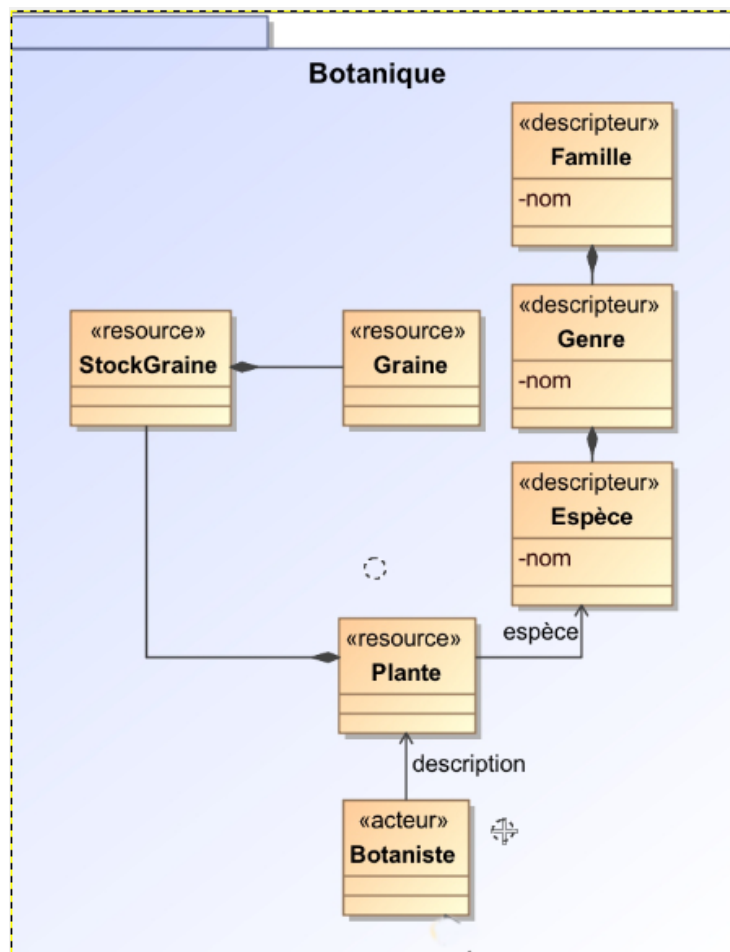 Botanique
«descripteur»
Famille
-nom
«descripteur»
Genre
-nom
«resource»
StockGraine
«resource»
Graine
«descripteur»
Espèce
-nom
espèce
«resource»
Plante
description
«acteur»
Botaniste